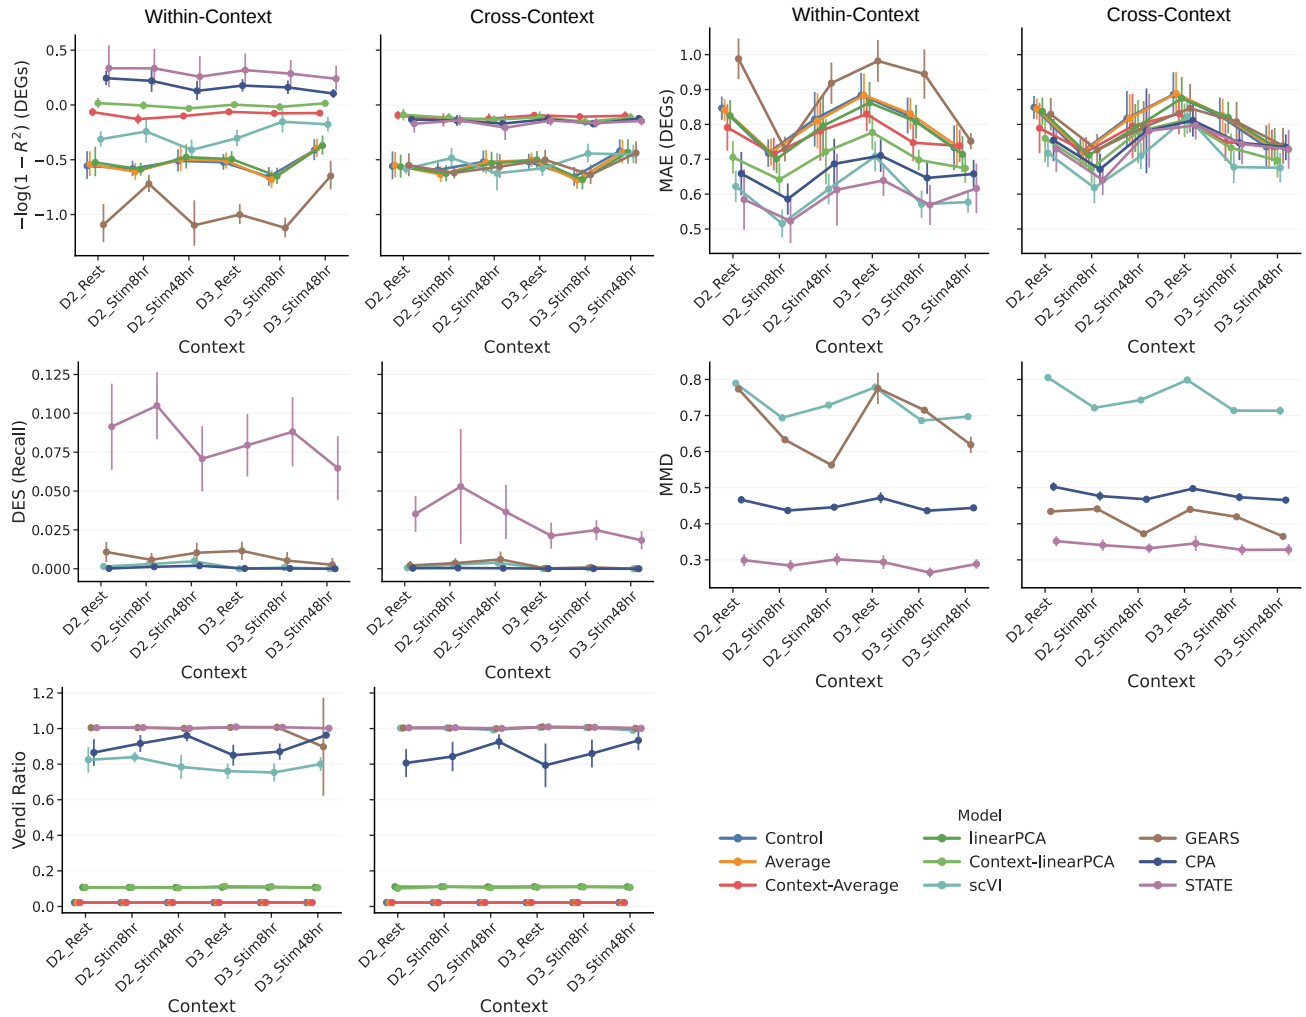 Within-Context
Cross-Context
Within-Context
Cross-Context
−log(1 − R²) (DEGs)
0.5
0.0
−0.5
−1.0
D2_Rest
D2_Stim8hr
D2_Stim48hr
D3_Rest
D3_Stim8hr
D3_Stim48hr
Context
D2_Rest
D2_Stim8hr
D2_Stim48hr
D3_Rest
D3_Stim8hr
D3_Stim48hr
Context
MAE (DEGs)
1.0
0.9
0.8
0.7
0.6
0.5
D2_Rest
D2_Stim8hr
D2_Stim48hr
D3_Rest
D3_Stim8hr
D3_Stim48hr
Context
D2_Rest
D2_Stim8hr
D2_Stim48hr
D3_Rest
D3_Stim8hr
D3_Stim48hr
Context
DES (Recall)
0.125
0.100
0.075
0.050
0.025
0.000
D2_Rest
D2_Stim8hr
D2_Stim48hr
D3_Rest
D3_Stim8hr
D3_Stim48hr
Context
D2_Rest
D2_Stim8hr
D2_Stim48hr
D3_Rest
D3_Stim8hr
D3_Stim48hr
Context
MMD
0.8
0.7
0.6
0.5
0.4
0.3
D2_Rest
D2_Stim8hr
D2_Stim48hr
D3_Rest
D3_Stim8hr
D3_Stim48hr
Context
D2_Rest
D2_Stim8hr
D2_Stim48hr
D3_Rest
D3_Stim8hr
D3_Stim48hr
Context
Vendi Ratio
1.2
1.0
0.8
0.6
0.4
0.2
0.0
D2_Rest
D2_Stim8hr
D2_Stim48hr
D3_Rest
D3_Stim8hr
D3_Stim48hr
Context
D2_Rest
D2_Stim8hr
D2_Stim48hr
D3_Rest
D3_Stim8hr
D3_Stim48hr
Context
Model
Control
Average
Context-Average
linearPCA
Context-linearPCA
scVI
GEARS
CPA
STATE